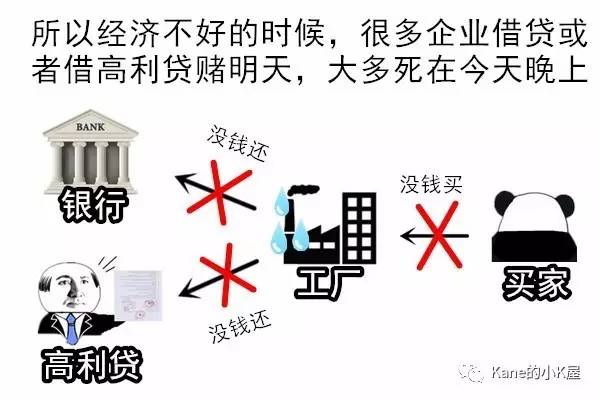 所以经济不好的时候，很多企业借贷或
者借高利贷赌明天，大多死在今天晚上
BANK
没钱还
没钱买
银行
工厂
买家
没钱还
高利贷
Kane的小K屋